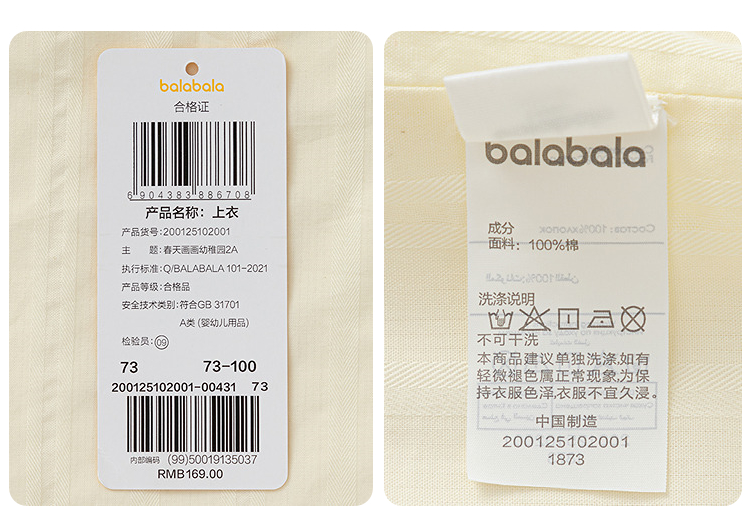 balabala
合格证
6 904383 886708
产品名称：上衣
产品货号：200125102001
主　题：春天画画幼稚园2A
执行标准：Q/BALABALA 101-2021
产品等级：合格品
安全技术类别：符合GB 31701
A类 (婴幼儿用品)
检验员：09
73 73-100
200125102001-00431 73
内部编码 (99)50019135037
RMB169.00
balabala
成分
面料：100%棉
洗涤说明
不可干洗
本商品建议单独洗涤,如有
轻微褪色属正常现象,为保
持衣服色泽,衣服不宜久浸。
中国制造
200125102001
1873